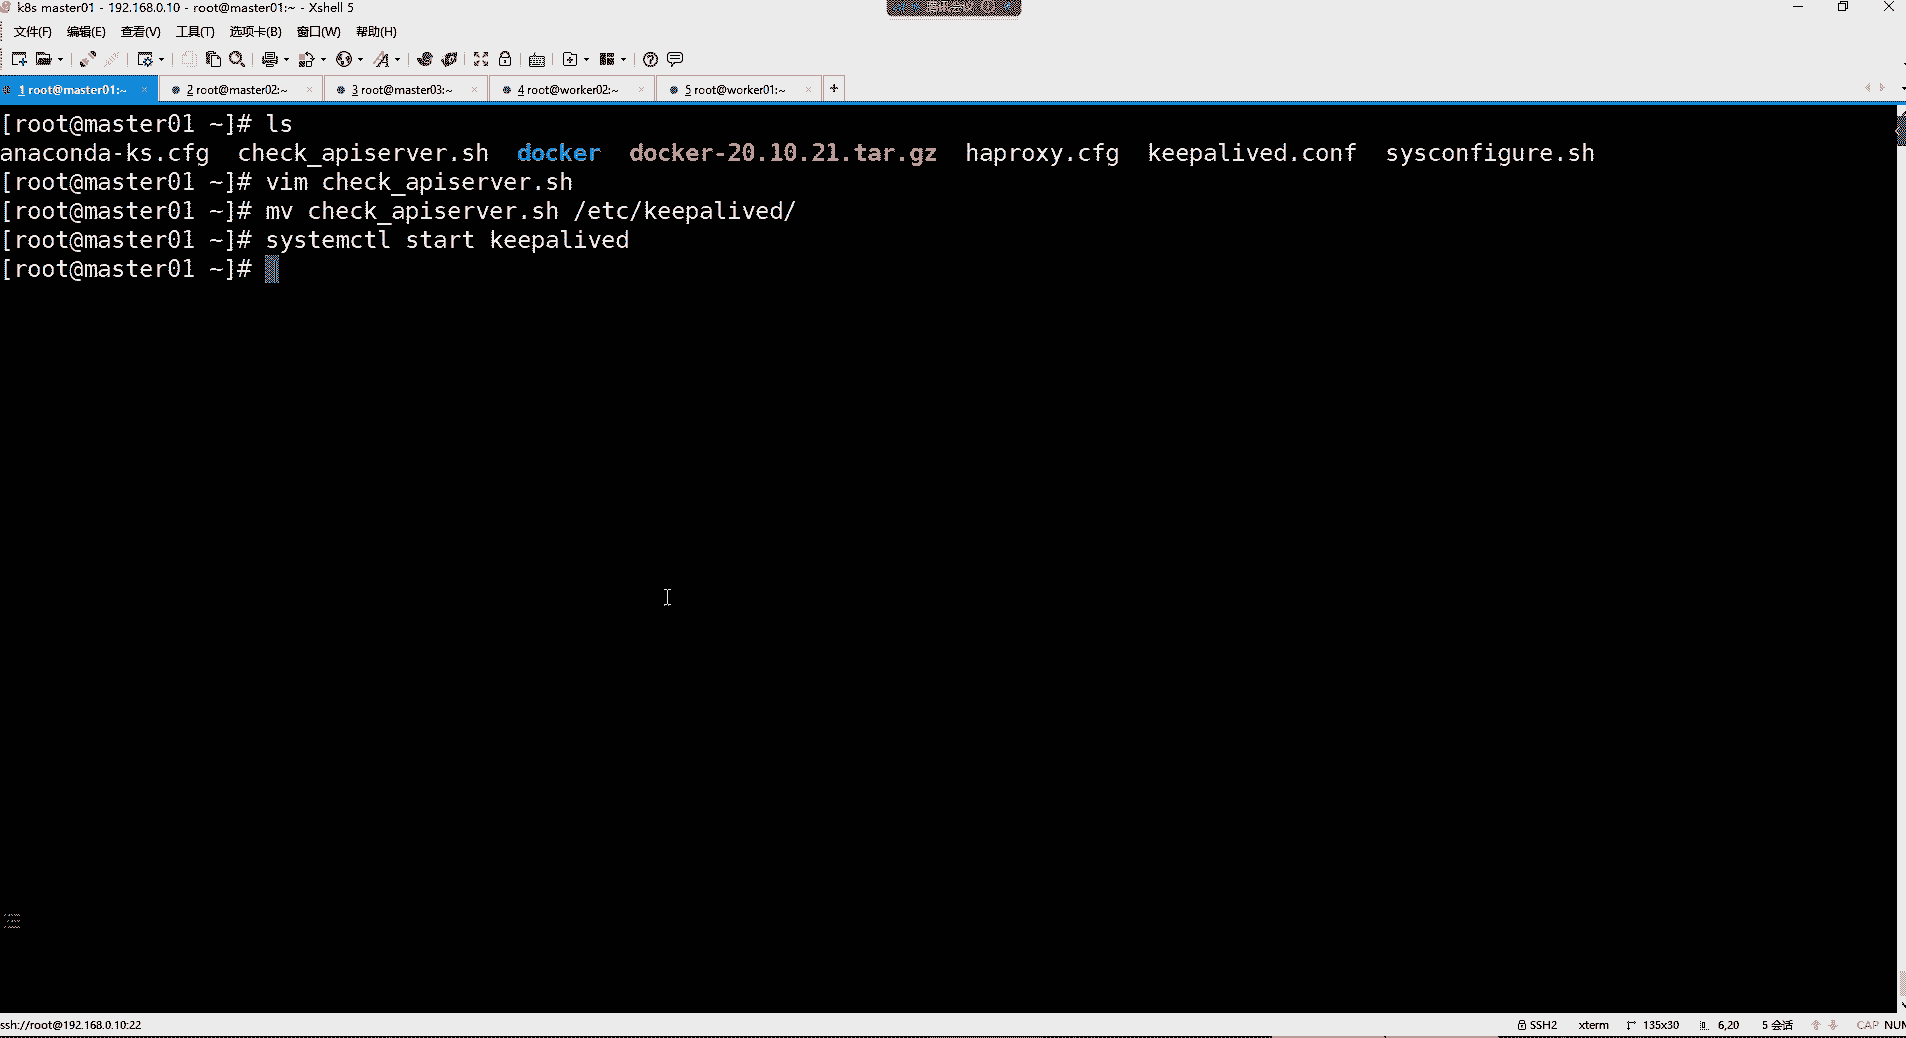 k8s master01 - 192.168.0.10 - root@master01:~ - Xshell 5
腾讯会议
文件(F) 编辑(E) 查看(V) 工具(T) 选项卡(B) 窗口(W) 帮助(H)
1 root@master01:~ 2 root@master02:~ 3 root@master03:~ 4 root@worker02:~ 5 root@worker01:~
[root@master01 ~]# ls
anaconda-ks.cfg check_apiserver.sh docker docker-20.10.21.tar.gz haproxy.cfg keepalived.conf sysconfigure.sh
[root@master01 ~]# vim check_apiserver.sh
[root@master01 ~]# mv check_apiserver.sh /etc/keepalived/
[root@master01 ~]# systemctl start keepalived
[root@master01 ~]#
ssh://root@192.168.0.10:22 SSH2 xterm 135x30 6,20 5 会话 CAP NUM